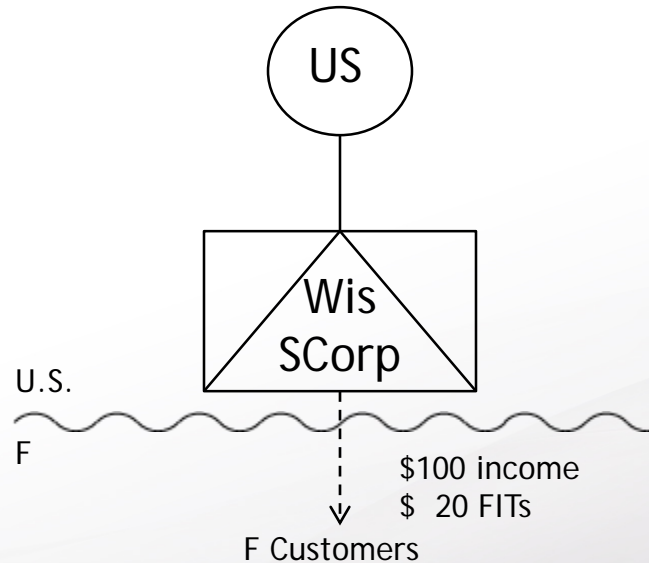 US
Wis
SCorp
U.S.
F
$100 income
$ 20 FITs
F Customers